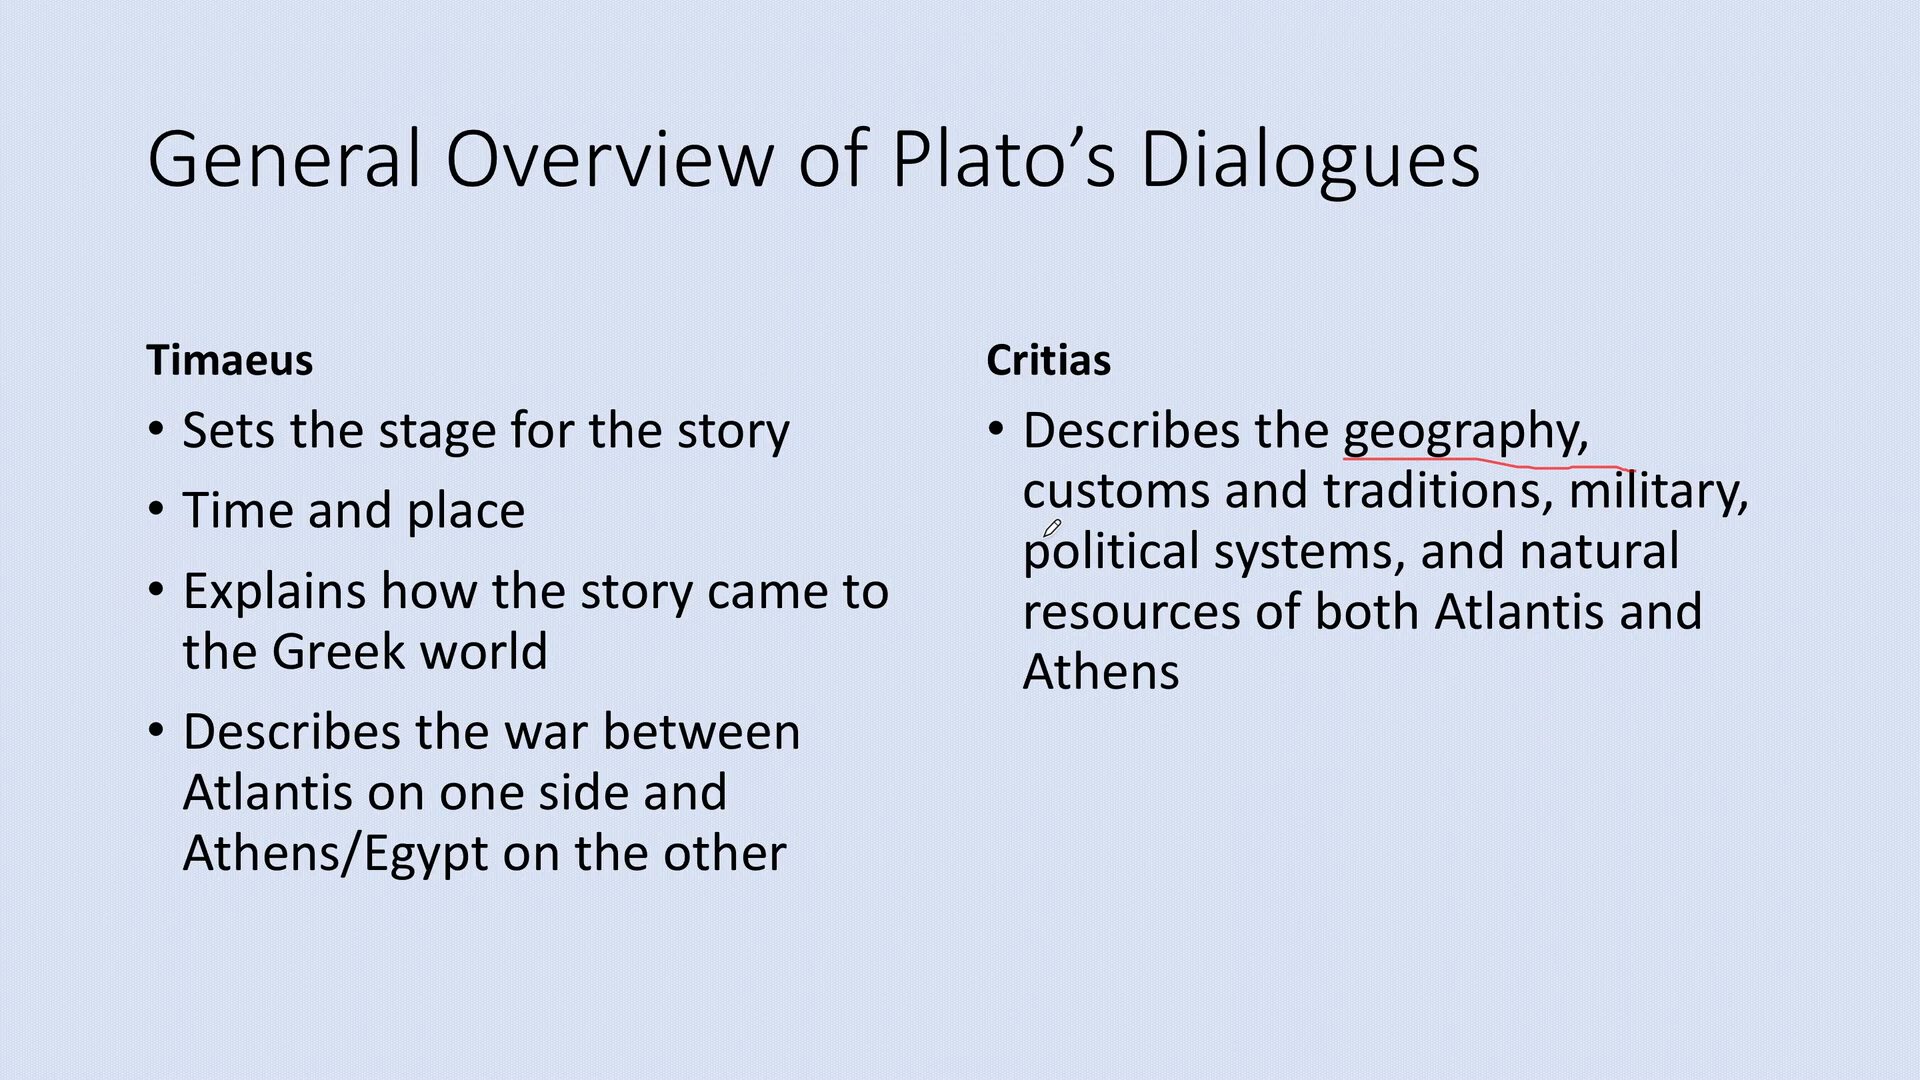 General Overview of Plato’s Dialogues
Timaeus
• Sets the stage for the story
• Time and place
• Explains how the story came to
the Greek world
• Describes the war between
Atlantis on one side and
Athens/Egypt on the other
Critias
• Describes the geography,
customs and traditions, military,
political systems, and natural
resources of both Atlantis and
Athens